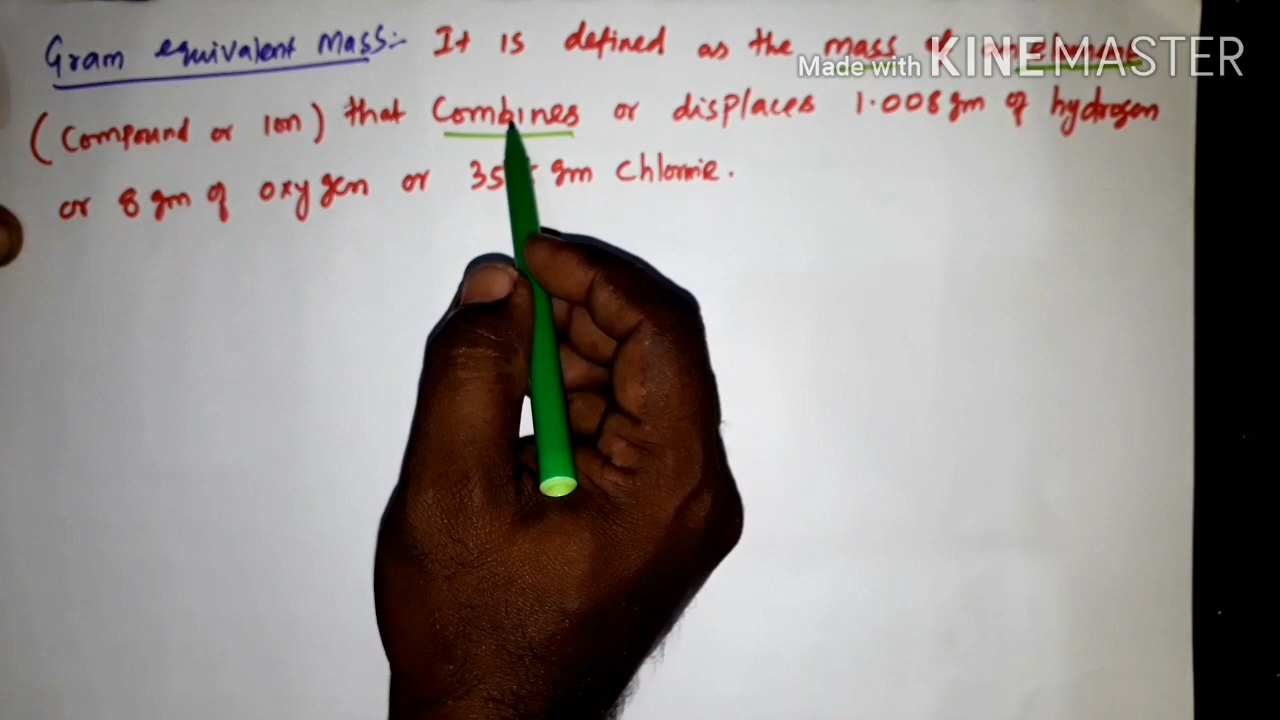 Gram equivalent Mass:- It is defined as the mass
Made with KINEMASTER
(Compound or Ion) that Combines or displaces 1.008 gm of hydrogen
or 8 gm of oxygen or gm Chlorine.